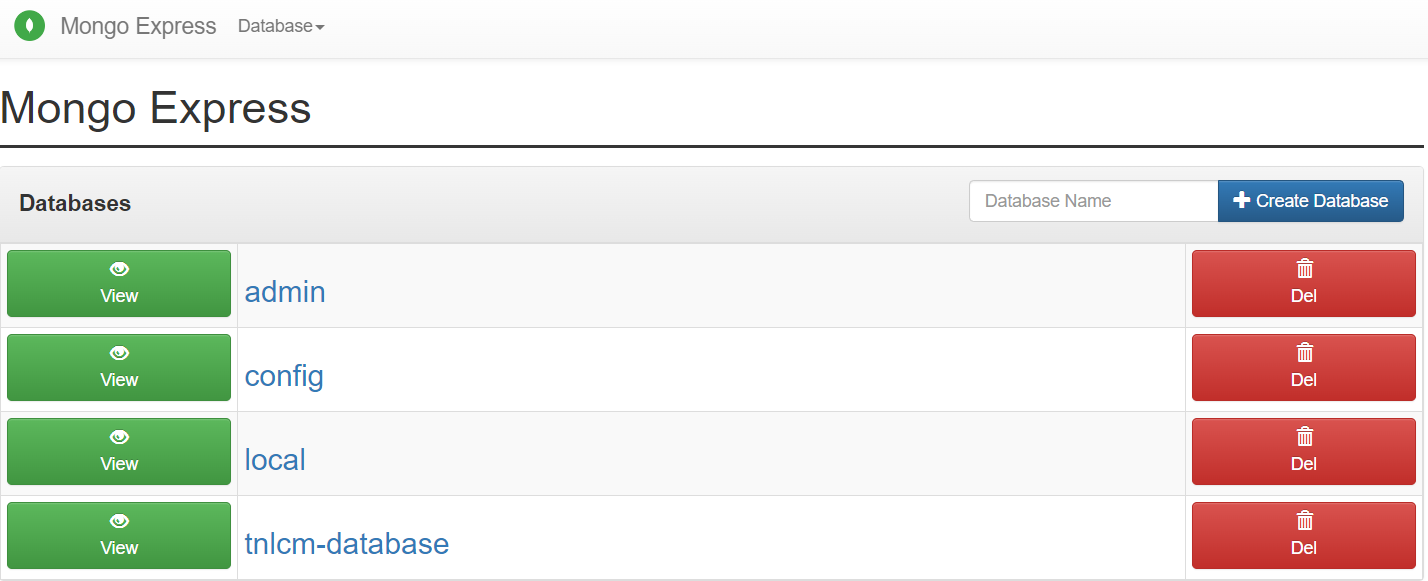 Mongo Express Database
Mongo Express
Databases Database Name Create Database
View admin Del
View config Del
View local Del
View tnlcm-database Del